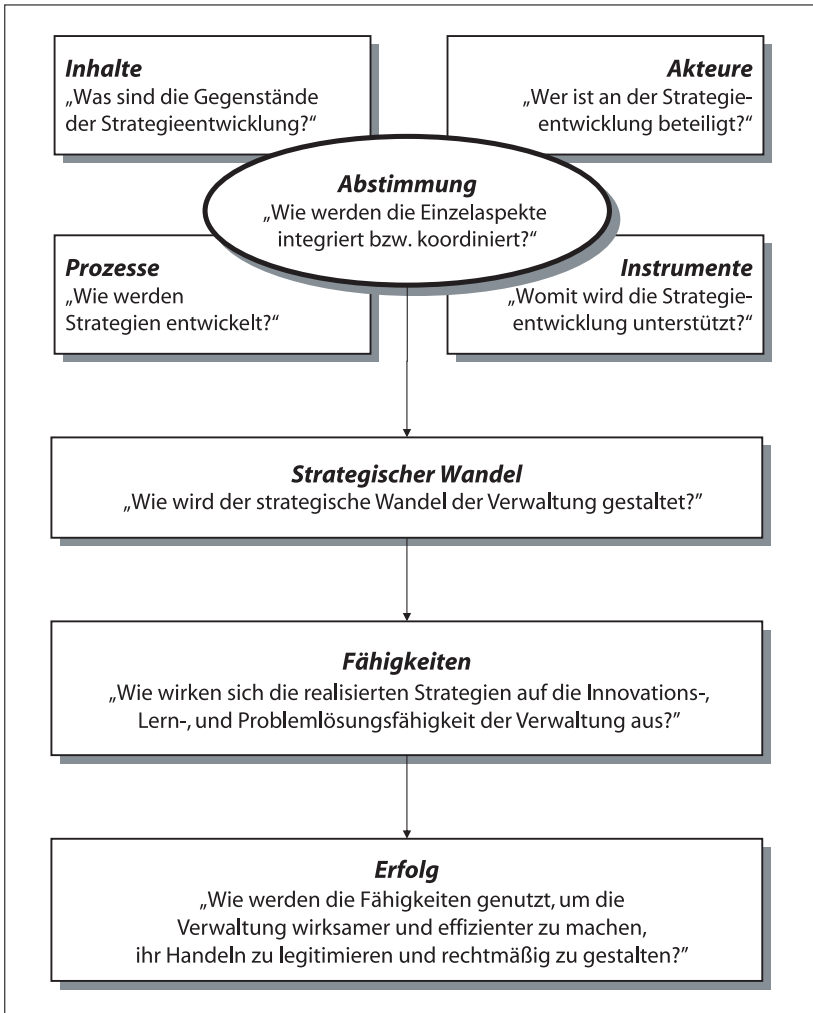 Inhalte
„Was sind die Gegenstände
der Strategieentwicklung?“
Akteure
„Wer ist an der Strategie-
entwicklung beteiligt?“
Abstimmung
„Wie werden die Einzelaspekte
integriert bzw. koordiniert?“
Prozesse
„Wie werden
Strategien entwickelt?“
Instrumente
„Womit wird die Strategie-
entwicklung unterstützt?“
Strategischer Wandel
„Wie wird der strategische Wandel der Verwaltung gestaltet?”
Fähigkeiten
„Wie wirken sich die realisierten Strategien auf die Innovations-,
Lern-, und Problemlösungsfähigkeit der Verwaltung aus?”
Erfolg
„Wie werden die Fähigkeiten genutzt, um die
Verwaltung wirksamer und effizienter zu machen,
ihr Handeln zu legitimieren und rechtmäßig zu gestalten?”